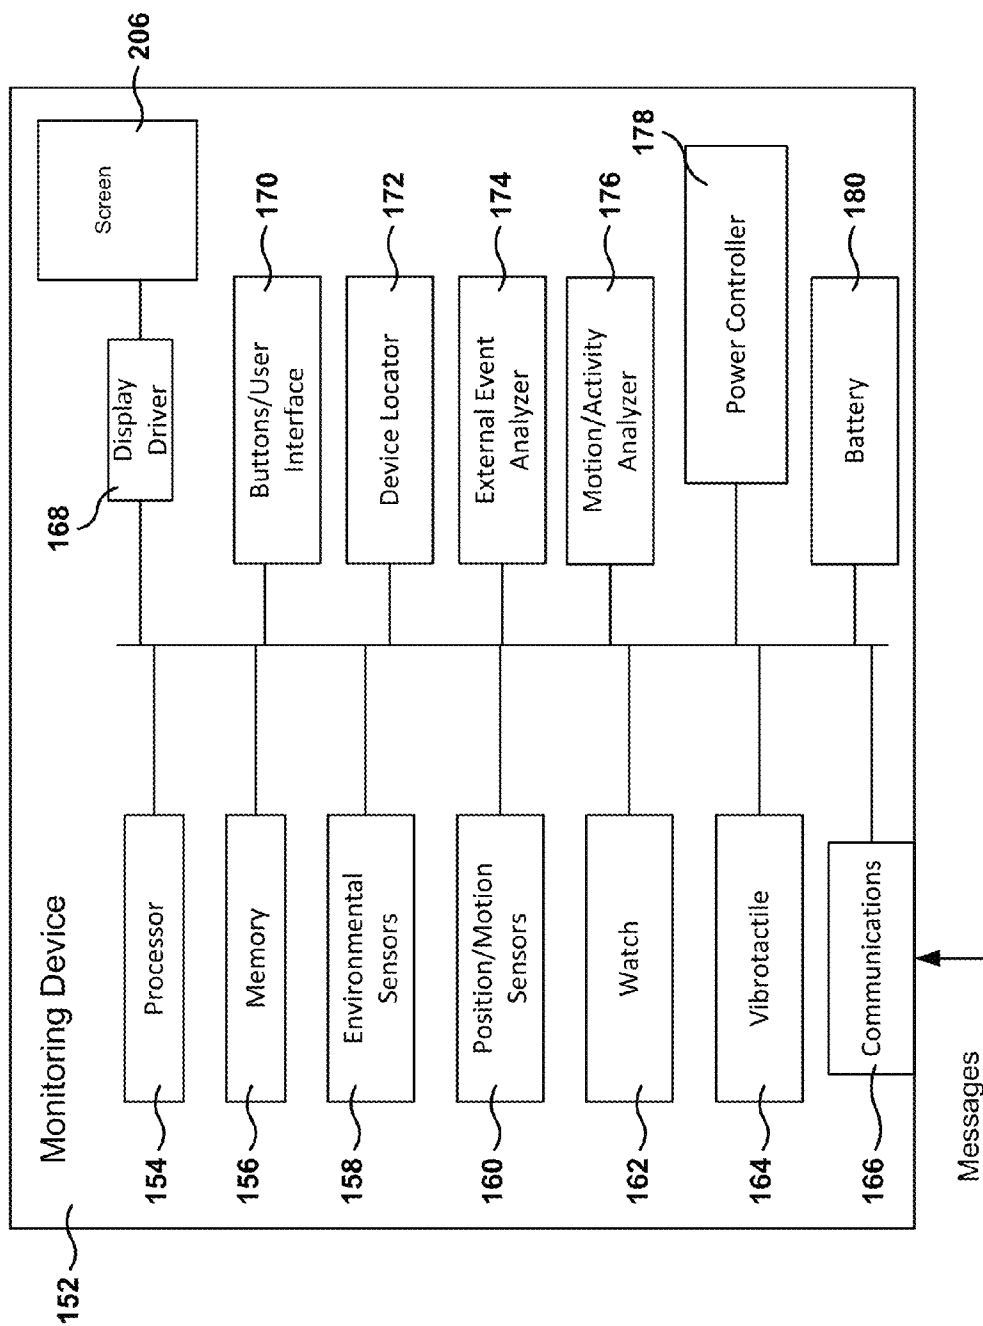 152
Monitoring Device
154
Processor
156
Memory
158
Environmental
Sensors
160
Position/Motion
Sensors
162
Watch
164
Vibrotactile
166
Communications
Messages
168
Display
Driver
Screen
206
Buttons/User
Interface
170
Device Locator
172
External Event
Analyzer
174
Motion/Activity
Analyzer
176
Power Controller
178
Battery
180